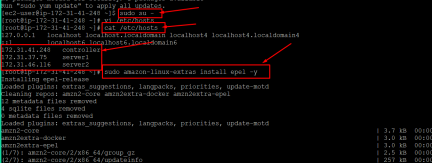 Run "sudo yum update" to apply all updates.
[ec2-user@ip-172-31-41-248 ~]$ sudo su -
[root@ip-172-31-41-248 ~]# vi /etc/hosts
[root@ip-172-31-41-248 ~]# cat /etc/hosts
127.0.0.1 localhost localhost.localdomain localhost4 localhost4.localdomain4
localhost6 localhost6.localdomain6
172.31.41.248 controller
172.31.37.75 server1
172.31.46.116 server2
sudo amazon-linux-extras install epel -y
Installing epel-release
Loaded plugins: extras_suggestions, langpacks, priorities, update-motd
Cleaning repos: amzn2-core amzn2extra-docker amzn2extra-epel
12 metadata files removed
4 sqlite files removed
0 metadata files removed
Loaded plugins: extras_suggestions, langpacks, priorities, update-motd
amzn2-core | 3.7 kB 00:00
amzn2extra-docker | 3.0 kB 00:00
amzn2extra-epel | 3.0 kB 00:00
(1/7): amzn2-core/2/x86_64/group_gz | 2.5 kB 00:00
(2/7): amzn2-core/2/x86_64/updateinfo | 257 kB 00:00